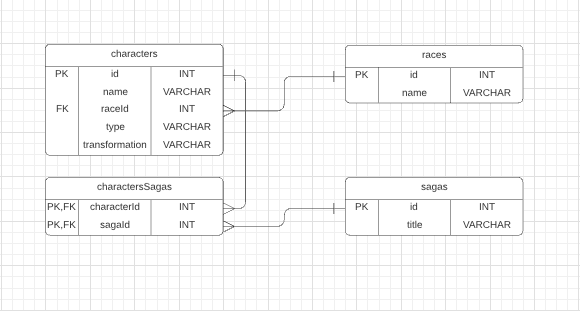 characters
PK id INT
name VARCHAR
FK raceId INT
type VARCHAR
transformation VARCHAR
races
PK id INT
name VARCHAR
charactersSagas
PK,FK characterId INT
PK,FK sagaId INT
sagas
PK id INT
title VARCHAR